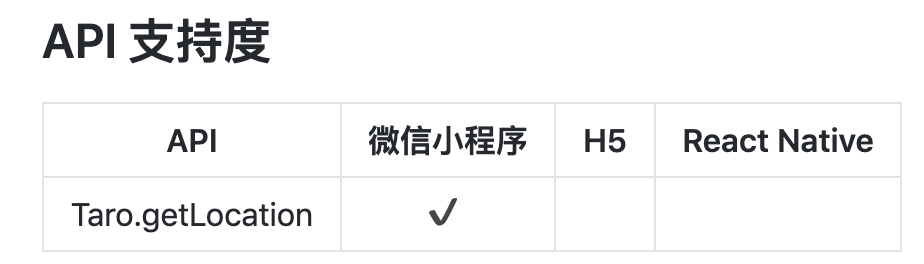 API 支持度
API 微信小程序 H5 React Native
Taro.getLocation ✔